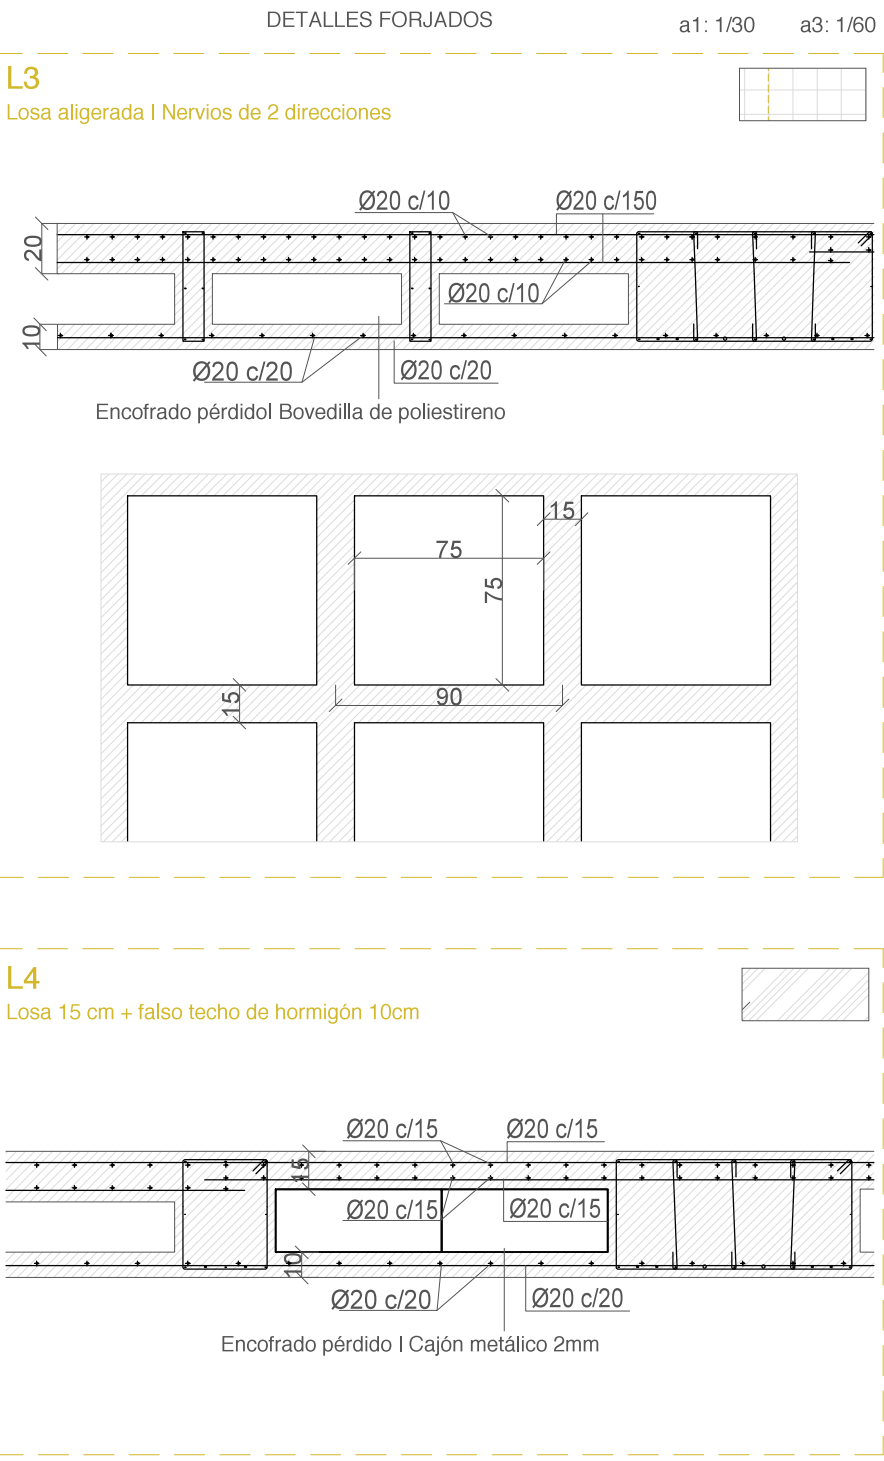 DETALLES FORJADOS
a1: 1/30 a3: 1/60
L3
Losa aligerada I Nervios de 2 direcciones
Ø20 c/10
Ø20 c/150
20
Ø20 c/10
10
Ø20 c/20
Ø20 c/20
Encofrado pérdidoI Bovedilla de poliestireno
15
75
75
15
90
L4
Losa 15 cm + falso techo de hormigón 10cm
Ø20 c/15
Ø20 c/15
15
Ø20 c/15
Ø20 c/15
10
Ø20 c/20
Ø20 c/20
Encofrado pérdido I Cajón metálico 2mm